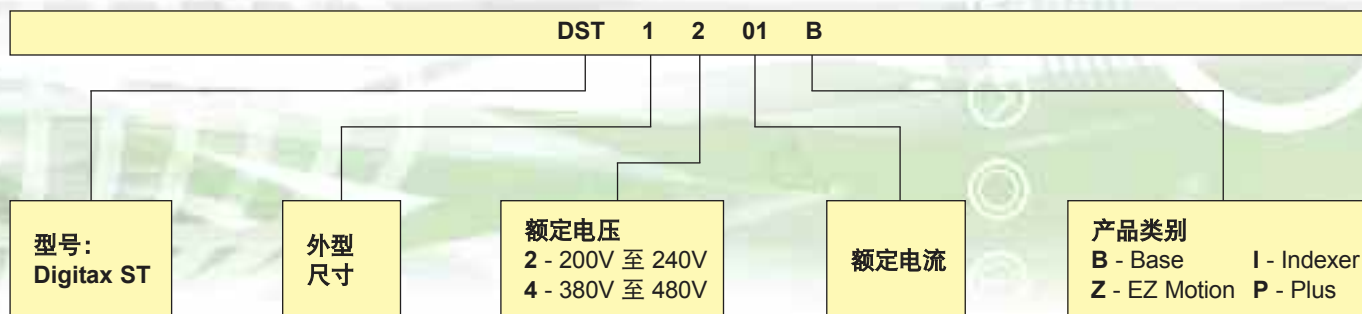 DST 1 2 01 B
型号：
Digitax ST
外型
尺寸
额定电压
2 - 200V 至 240V
4 - 380V 至 480V
额定电流
产品类别
B - Base I - Indexer
Z - EZ Motion P - Plus